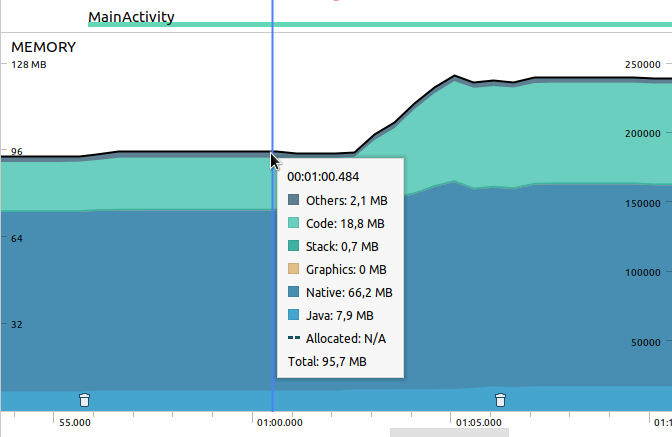 MainActivity
MEMORY
128 MB
250000
200000
96
00:01:00.484
Others: 2,1 MB
Code: 18,8 MB
150000
Stack: 0,7 MB
64
Graphics: 0 MB
100000
Native: 66,2 MB
Java: 7,9 MB
32
Allocated: N/A
50000
Total: 95,7 MB
55.000
01:00.000
01:05.000